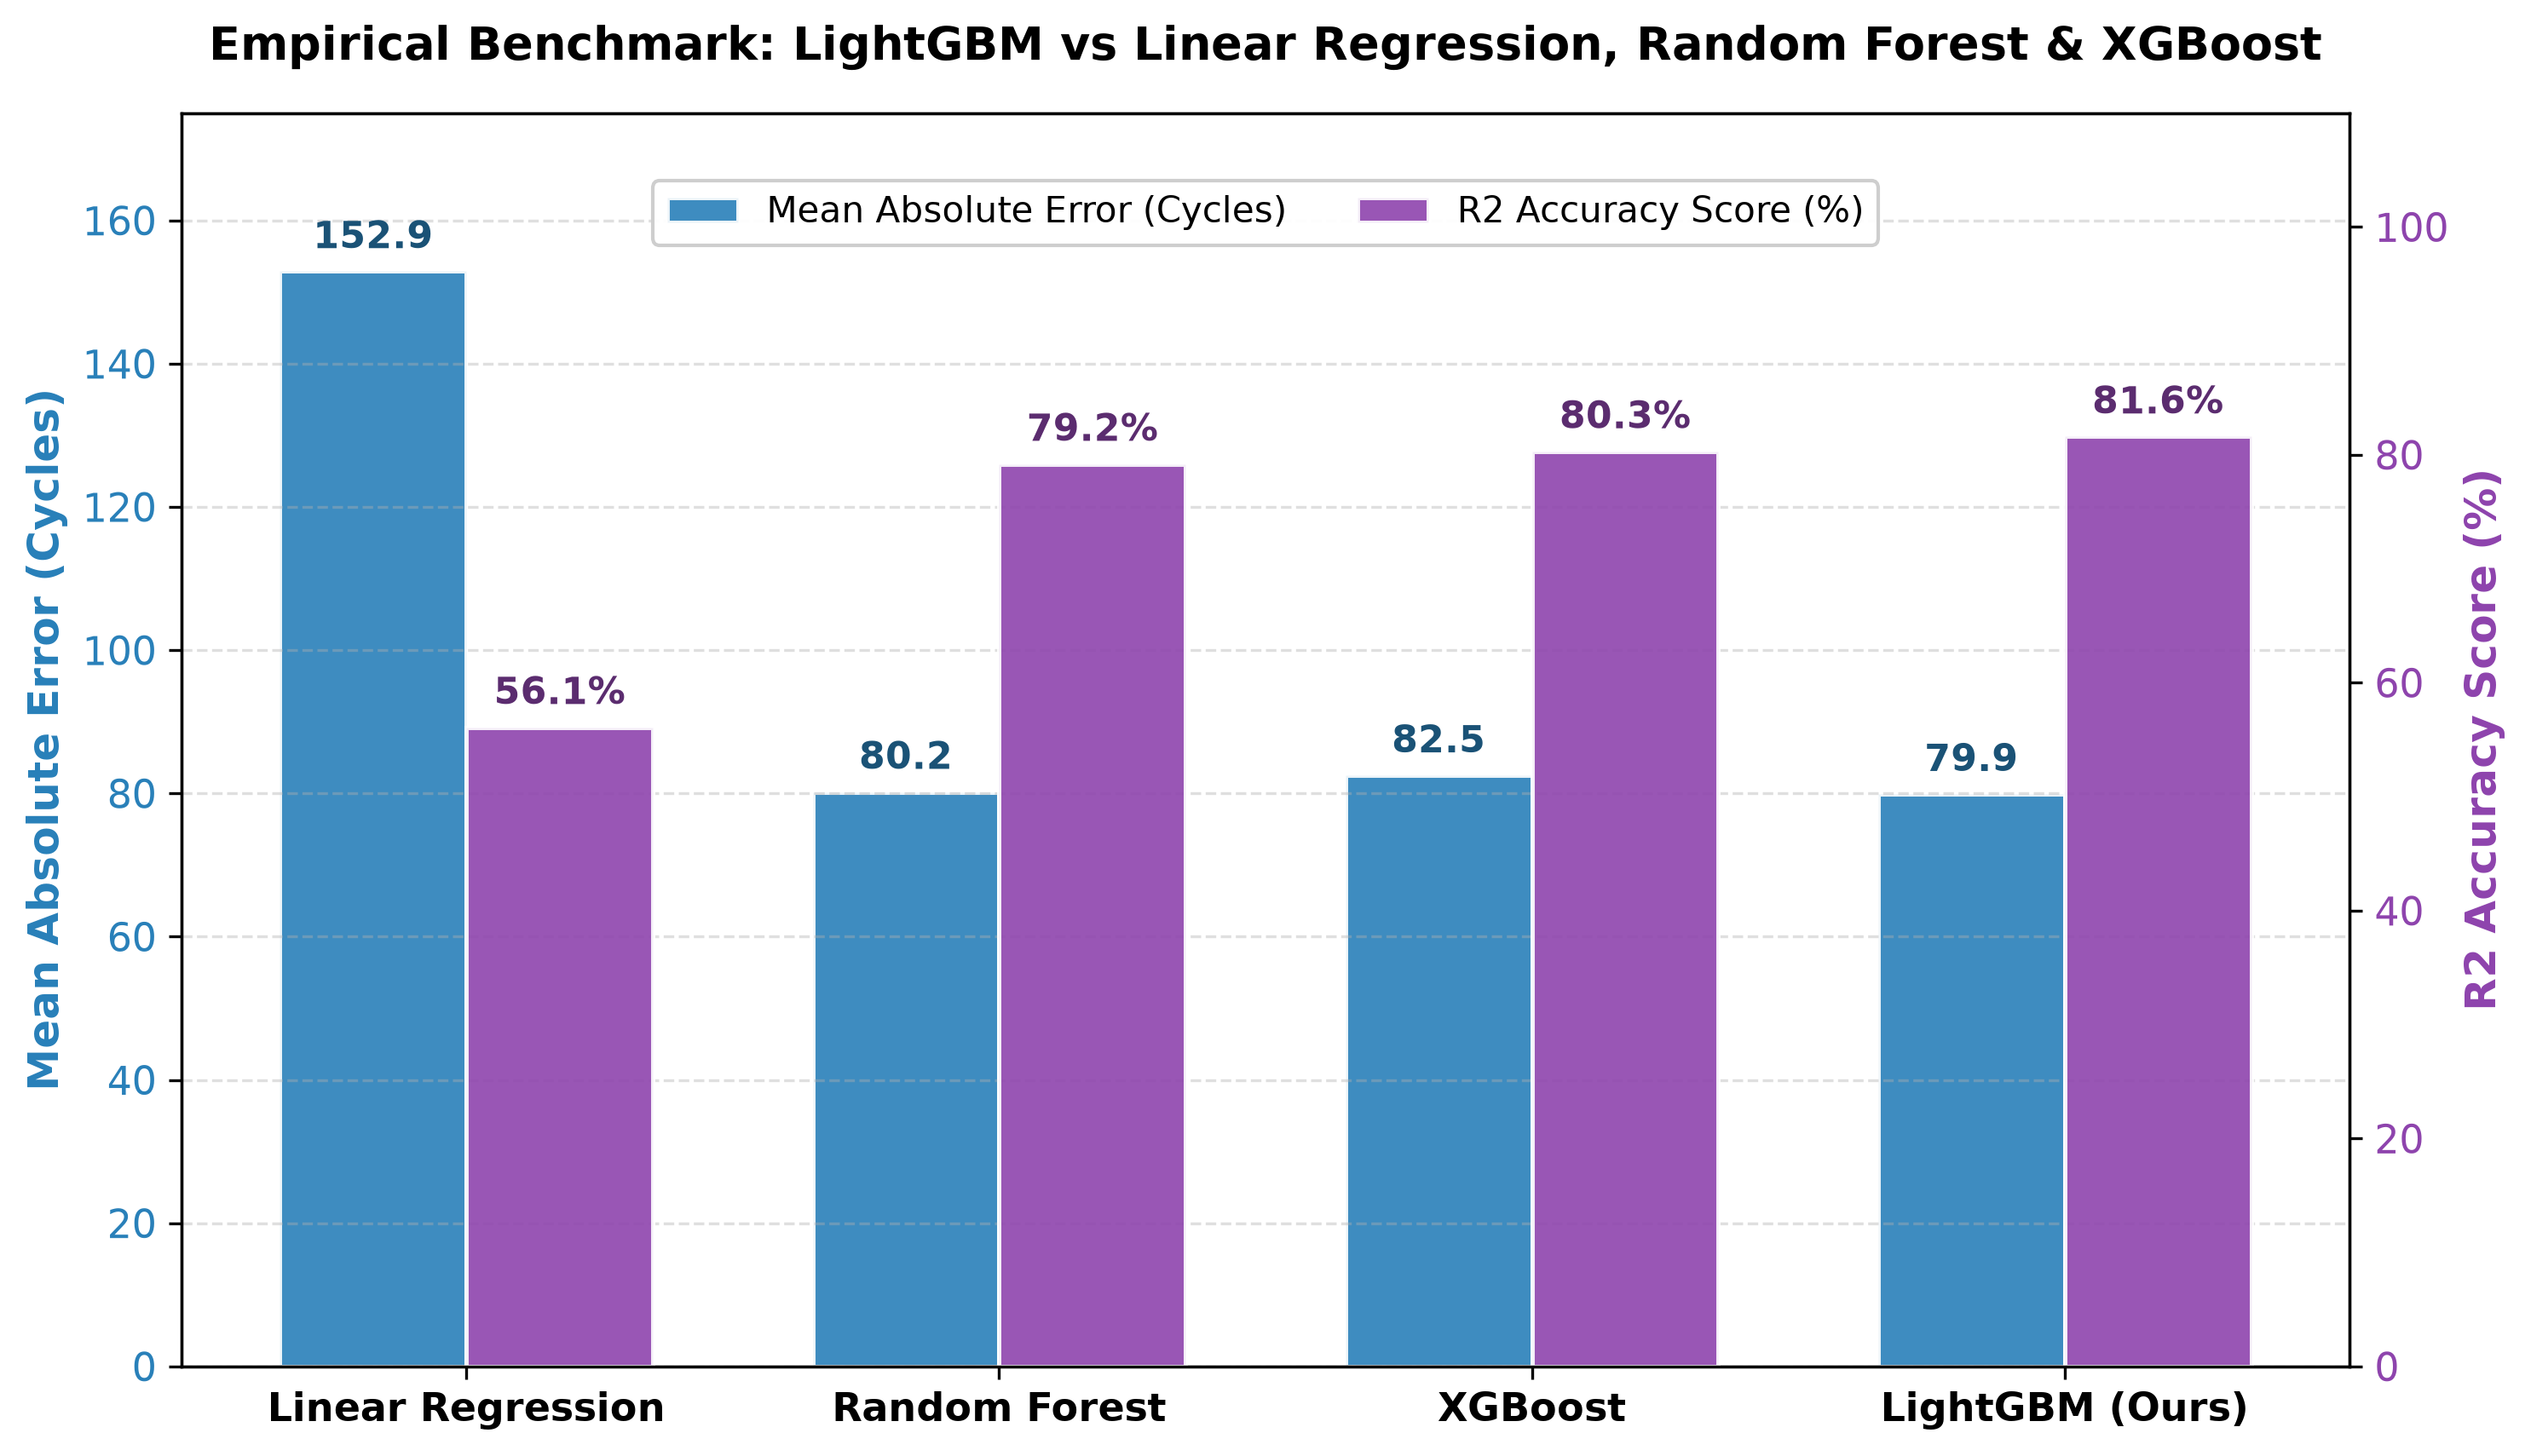 Empirical Benchmark: LightGBM vs Linear Regression, Random Forest & XGBoost
Mean Absolute Error (Cycles)
R2 Accuracy Score (%)
Mean Absolute Error (Cycles)
160
140
120
100
80
60
40
20
0
152.9
56.1%
80.2
79.2%
82.5
80.3%
79.9
81.6%
100
80
60
40
20
0
R2 Accuracy Score (%)
Linear Regression
Random Forest
XGBoost
LightGBM (Ours)